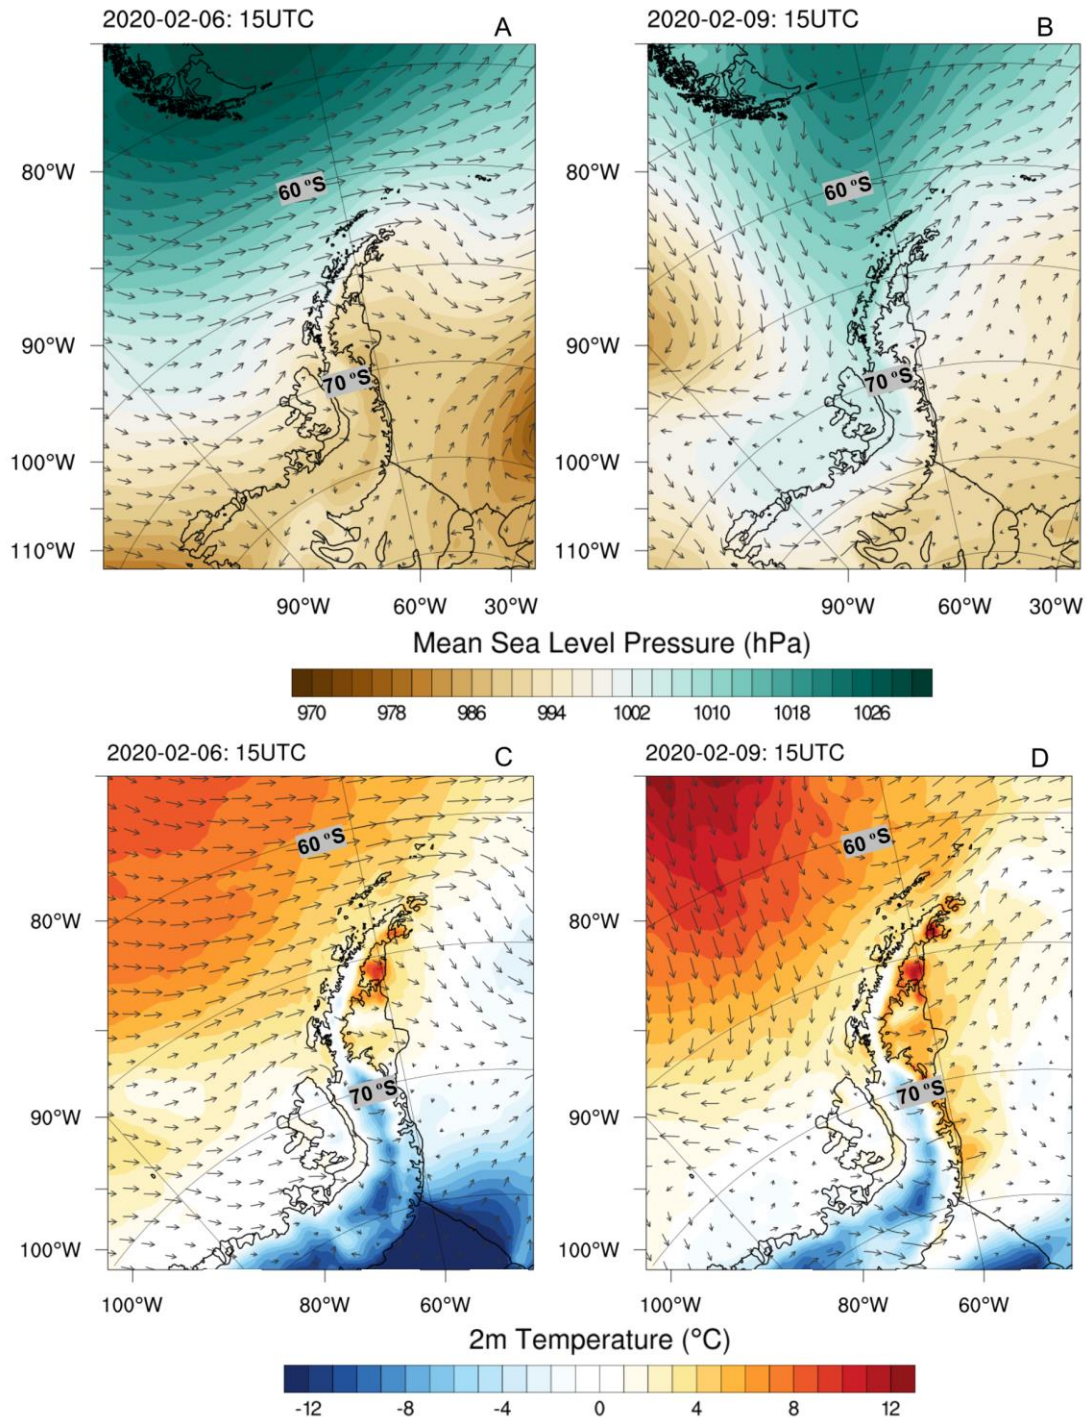 2020-02-06: 15UTC A
2020-02-09: 15UTC B
60 °S
60 °S
80°W
80°W
90°W
90°W
70 °S
70 °S
100°W
100°W
110°W
110°W
90°W 60°W 30°W
90°W 60°W 30°W
Mean Sea Level Pressure (hPa)
970 978 986 994 1002 1010 1018 1026
2020-02-06: 15UTC C
2020-02-09: 15UTC D
60 °S
60 °S
80°W
80°W
70 °S
70 °S
90°W
90°W
100°W
100°W
100°W 80°W 60°W
100°W 80°W 60°W
2m Temperature (°C)
-12 -8 -4 0 4 8 12